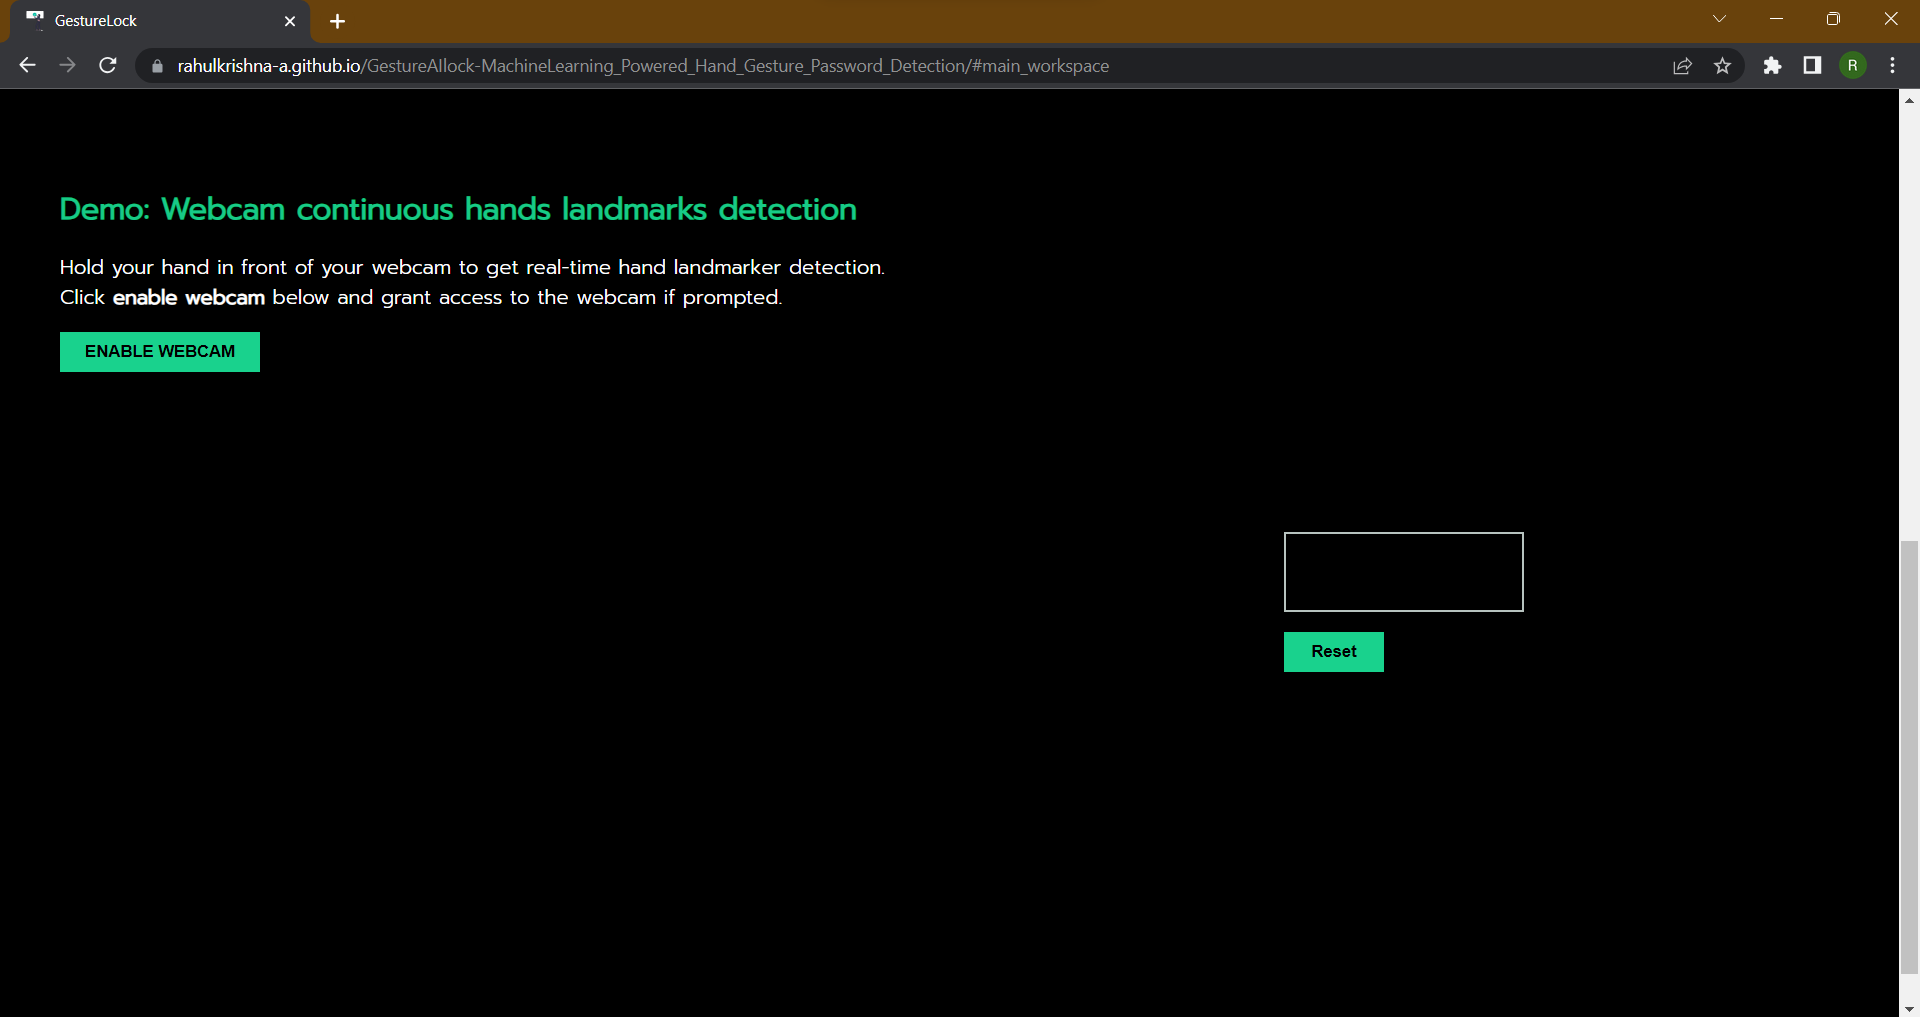 GestureLock
rahulkrishna-a.github.io/GestureAIlock-MachineLearning_Powered_Hand_Gesture_Password_Detection/#main_workspace
R
Demo: Webcam continuous hands landmarks detection
Hold your hand in front of your webcam to get real-time hand landmarker detection.
Click enable webcam below and grant access to the webcam if prompted.
ENABLE WEBCAM
Reset